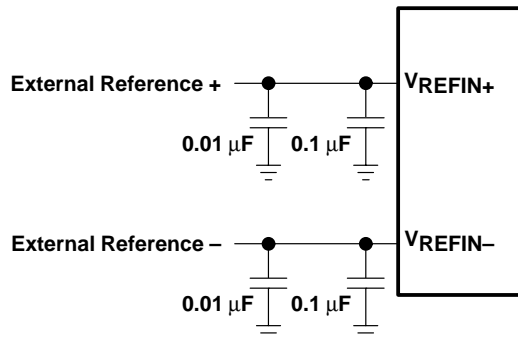 External Reference + VREFIN+
0.01 μF 0.1 μF
External Reference – VREFIN–
0.01 μF 0.1 μF